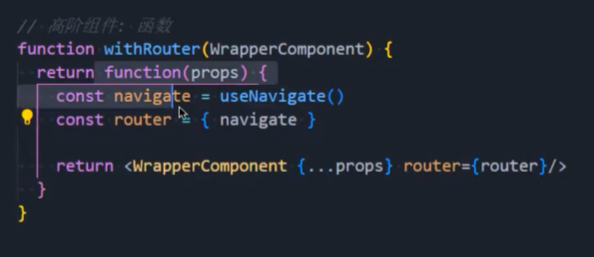 // 高阶组件: 函数
function withRouter(WrapperComponent) {
return function(props) {
const navigate = useNavigate()
const router = { navigate }
return <WrapperComponent {...props} router={router}/>
}
}